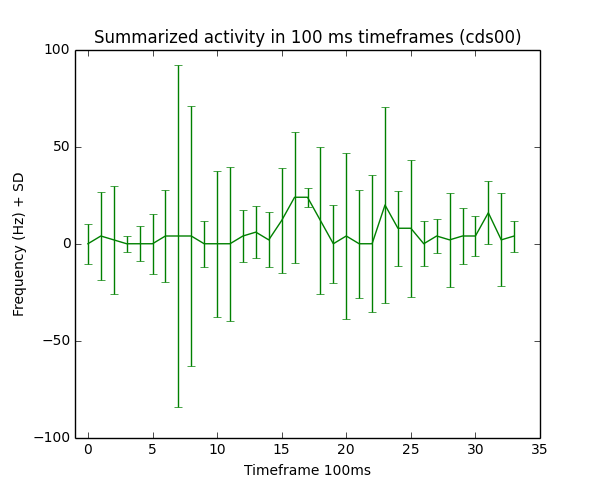 Summarized activity in 100 ms timeframes (cds00)
100
50
0
−50
−100
Frequency (Hz) + SD
0 5 10 15 20 25 30 35
Timeframe 100ms